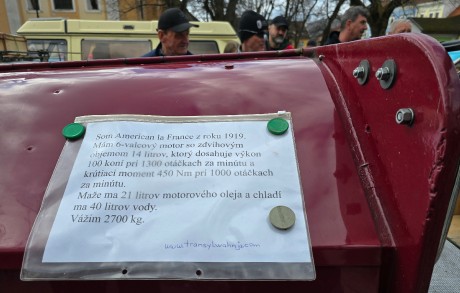 Som American la France z roku 1919.
Mám 6-valcový motor so zdvihovým
objemom 14 litrov, ktorý dosahuje výkon
100 koní pri 1300 otáčkach za minútu a
krútiaci moment 450 Nm pri 1000 otáčkach
za minútu.
Maže ma 21 litrov motorového oleja a chladí
ma 40 litrov vody.
Vážim 2700 kg.